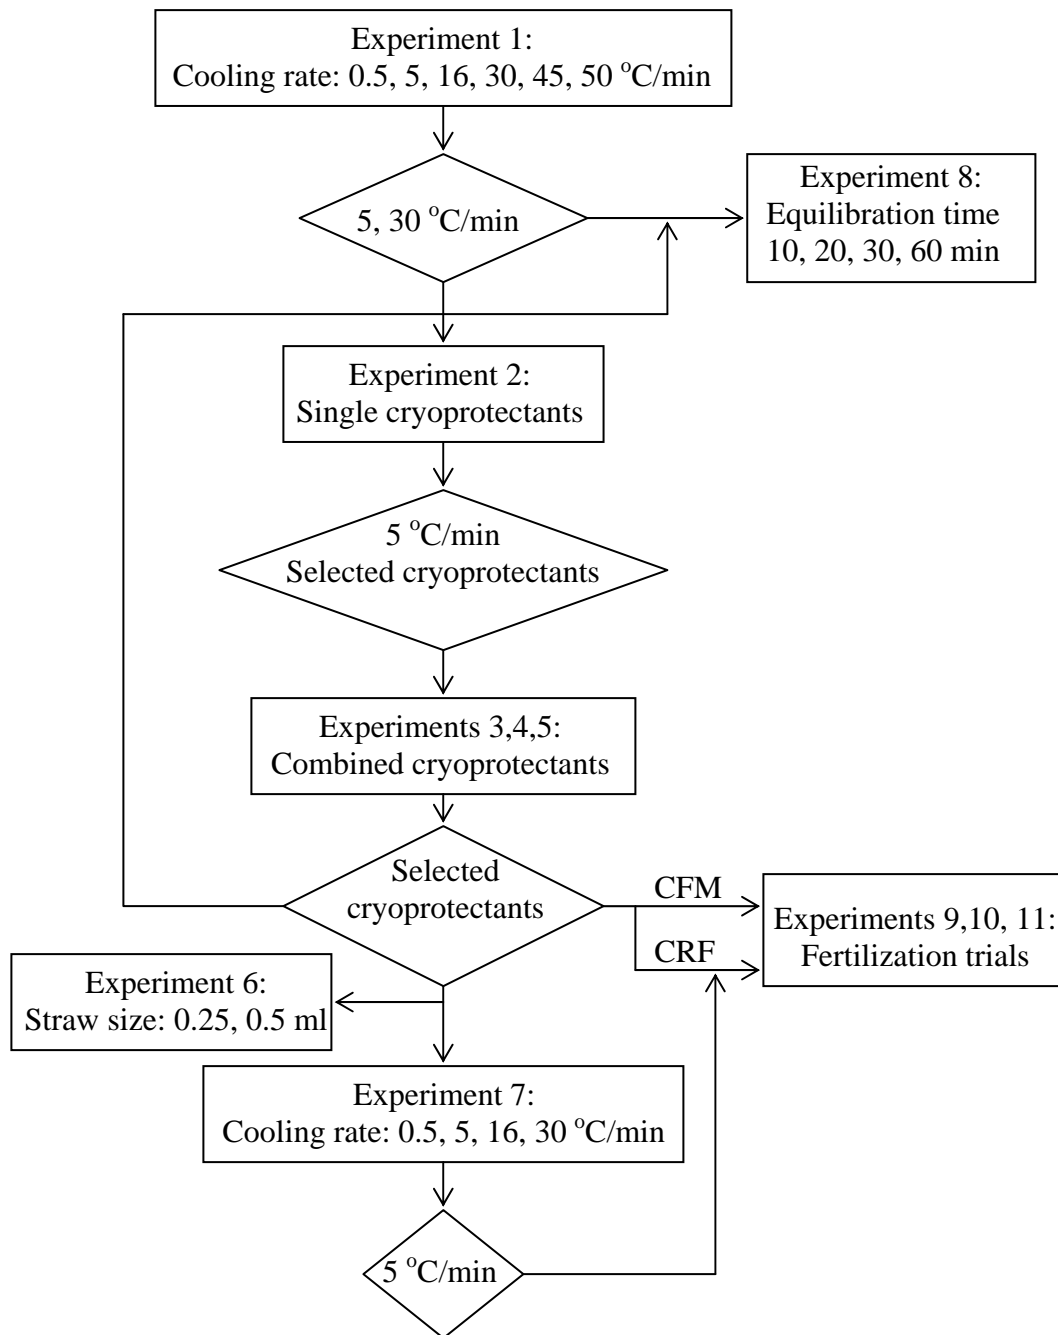 Experiment 1:
Cooling rate: 0.5, 5, 16, 30, 45, 50 °C/min
5, 30 °C/min
Experiment 8:
Equilibration time
10, 20, 30, 60 min
Experiment 2:
Single cryoprotectants
5 °C/min
Selected cryoprotectants
Experiments 3,4,5:
Combined cryoprotectants
Selected
cryoprotectants
CFM
CRF
Experiments 9,10, 11:
Fertilization trials
Experiment 6:
Straw size: 0.25, 0.5 ml
Experiment 7:
Cooling rate: 0.5, 5, 16, 30 °C/min
5 °C/min